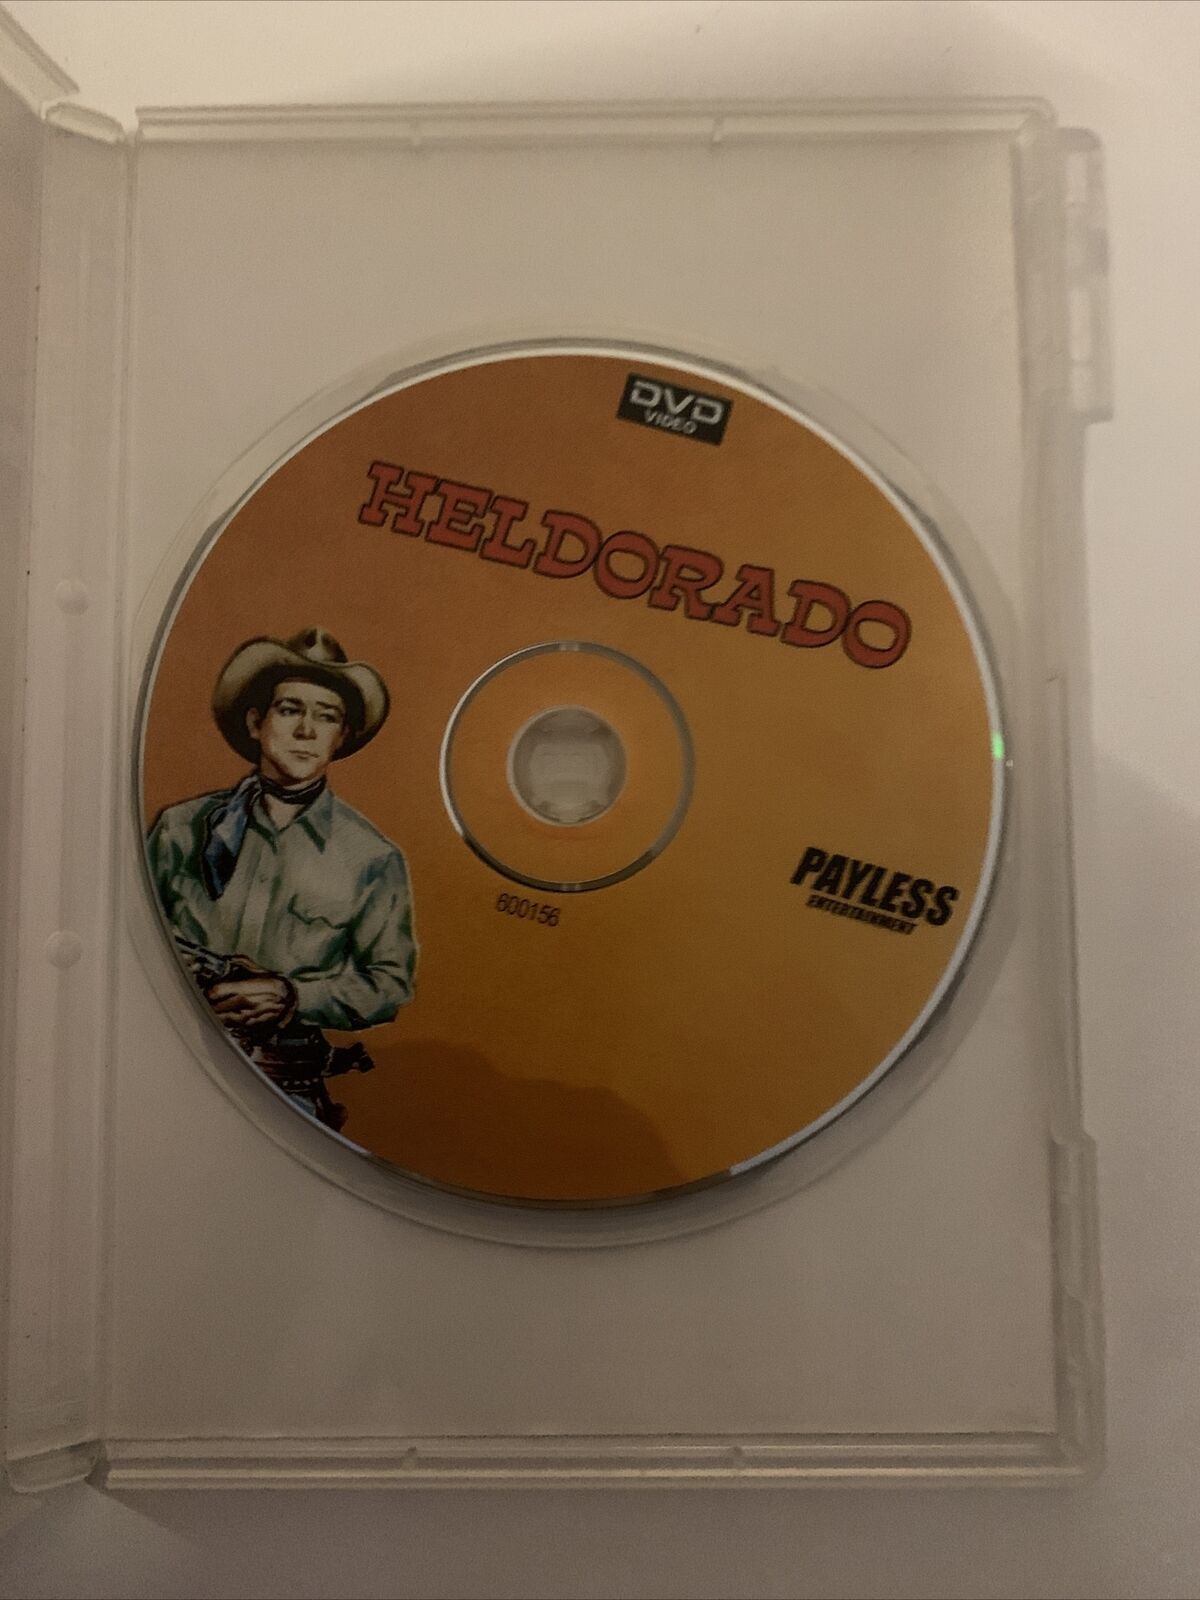 DVD
VIDEO
HELDORADO
PAYLESS
ENTERTAINMENT
600156